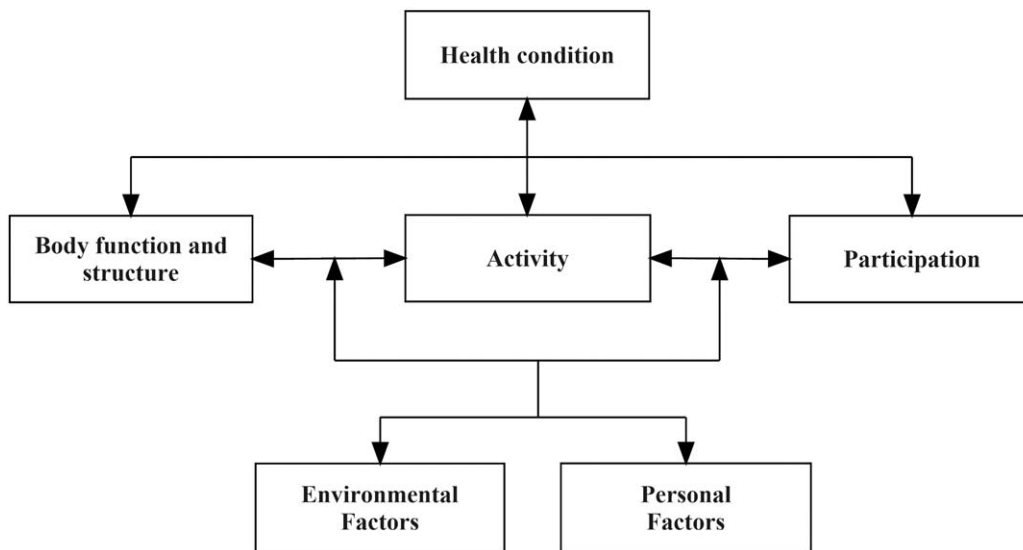 Health condition
Body function and
structure
Activity
Participation
Environmental
Factors
Personal
Factors